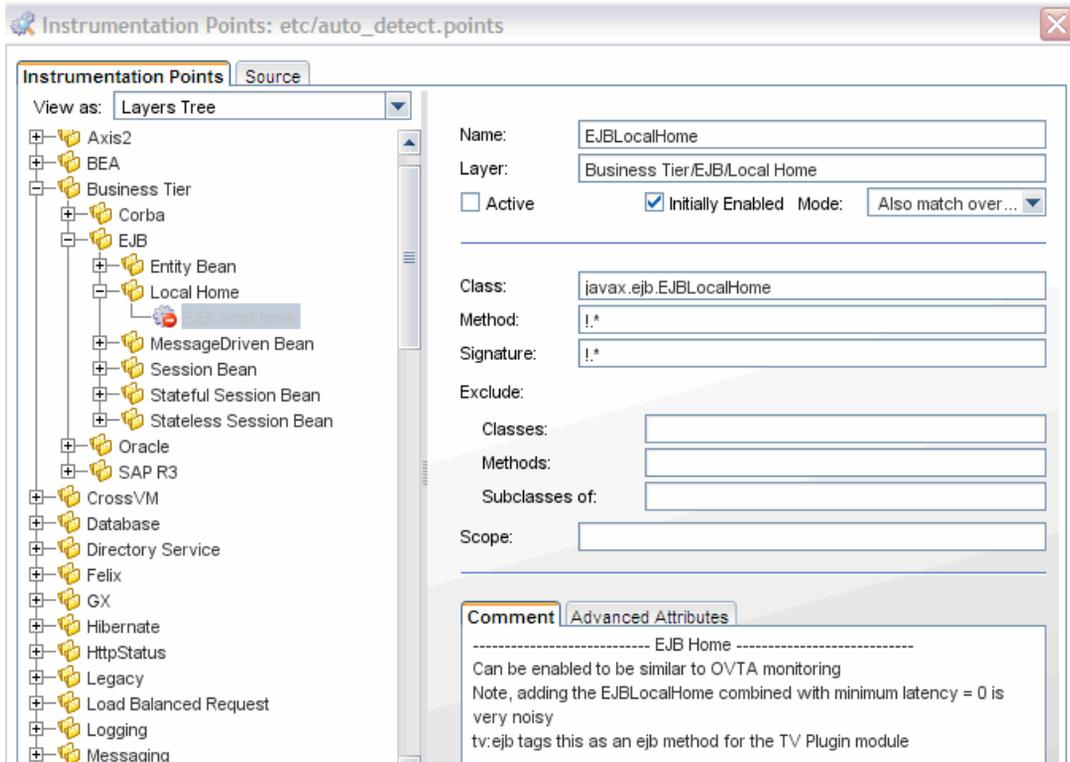 Instrumentation Points: etc/auto_detect.points
Instrumentation Points
Source
View as:
Layers Tree
Axis2
BEA
Business Tier
Corba
EJB
Entity Bean
Local Home
EJBLocalHome
MessageDriven Bean
Session Bean
Stateful Session Bean
Stateless Session Bean
Oracle
SAP R3
CrossVM
Database
Directory Service
Felix
GX
Hibernate
HttpStatus
Legacy
Load Balanced Request
Logging
Messaging
Name:
EJBLocalHome
Layer:
Business Tier/EJB/Local Home
Active
Initially Enabled
Mode:
Also match over...
Class:
javax.ejb.EJBLocalHome
Method:
!.*
Signature:
!.*
Exclude:
Classes:
Methods:
Subclasses of:
Scope:
Comment
Advanced Attributes
---------------------------- EJB Home ----------------------------
Can be enabled to be similar to OVTA monitoring
Note, adding the EJBLocalHome combined with minimum latency = 0 is
very noisy
tv:ejb tags this as an ejb method for the TV Plugin module